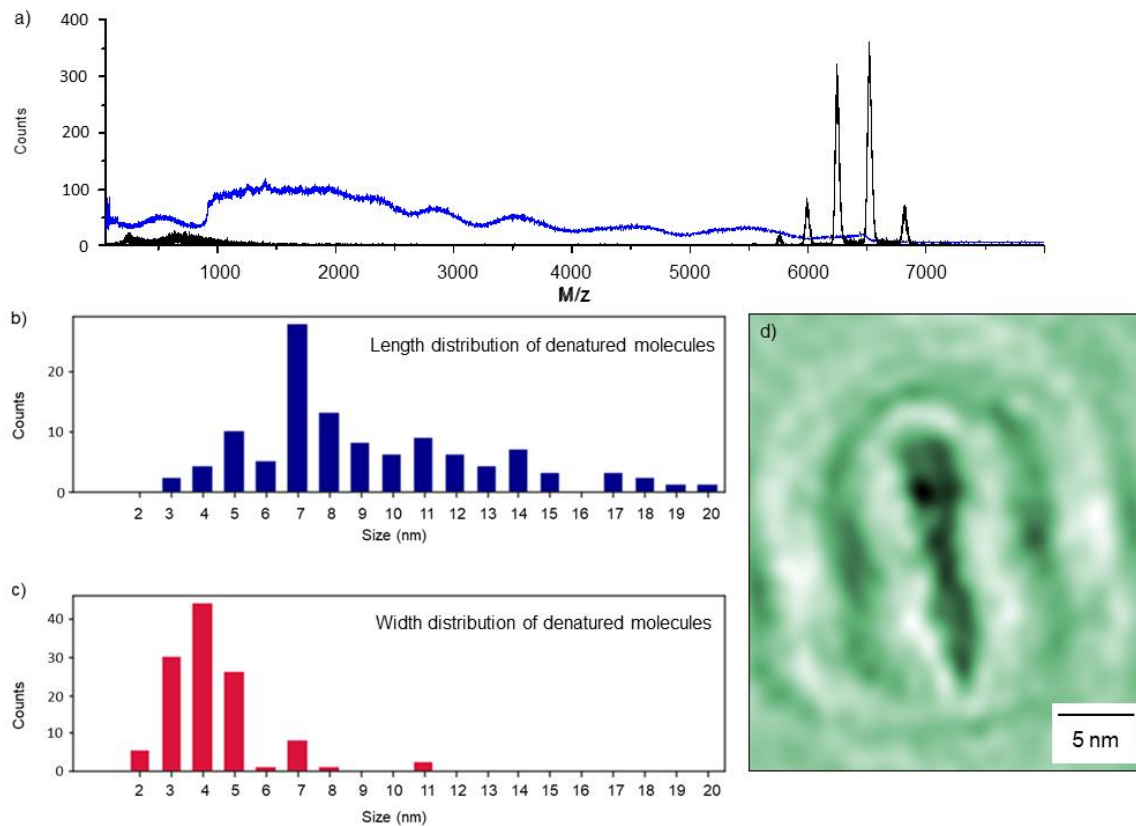 a)
400
300
200
100
0
Counts
1000 2000 3000 4000 5000 6000 7000
M/z
b)
Length distribution of denatured molecules
20
10
0
Counts
2 3 4 5 6 7 8 9 10 11 12 13 14 15 16 17 18 19 20
Size (nm)
c)
Width distribution of denatured molecules
40
30
20
10
0
Counts
2 3 4 5 6 7 8 9 10 11 12 13 14 15 16 17 18 19 20
Size (nm)
d)
5 nm